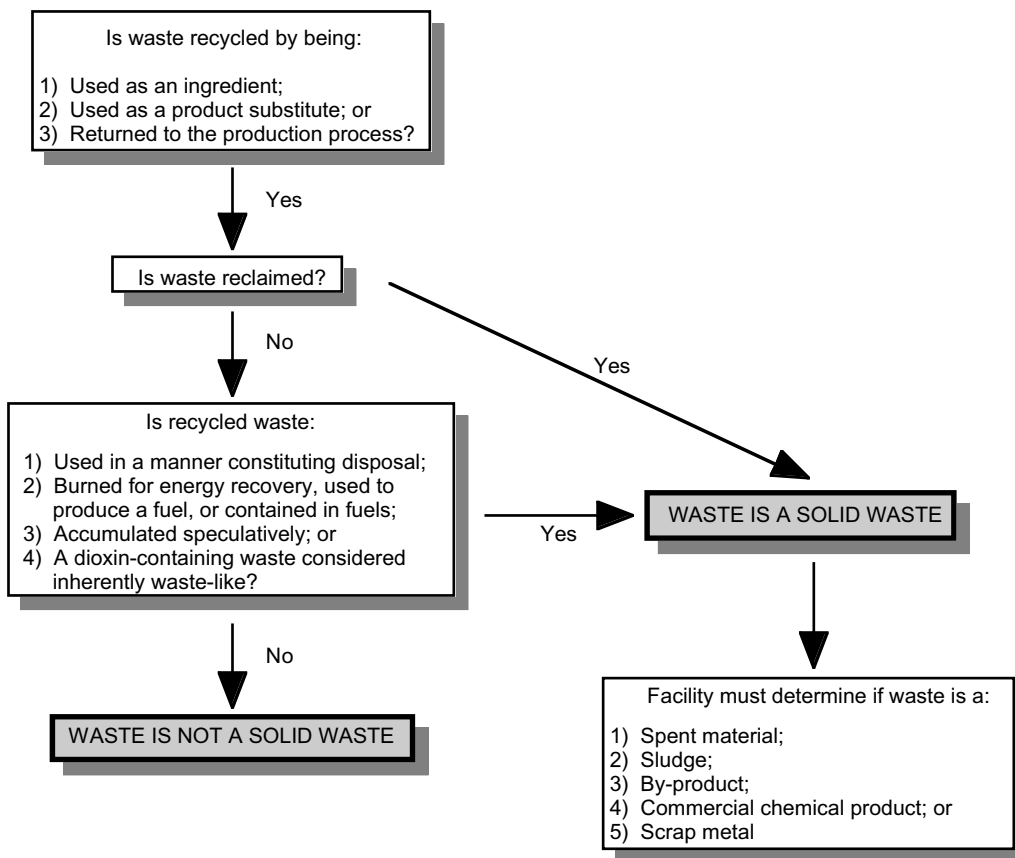 Is waste recycled by being:
1) Used as an ingredient;
2) Used as a product substitute; or
3) Returned to the production process?
Yes
Is waste reclaimed?
No
Yes
Is recycled waste:
1) Used in a manner constituting disposal;
2) Burned for energy recovery, used to
produce a fuel, or contained in fuels;
3) Accumulated speculatively; or
4) A dioxin-containing waste considered
inherently waste-like?
Yes
WASTE IS A SOLID WASTE
No
WASTE IS NOT A SOLID WASTE
Facility must determine if waste is a:
1) Spent material;
2) Sludge;
3) By-product;
4) Commercial chemical product; or
5) Scrap metal